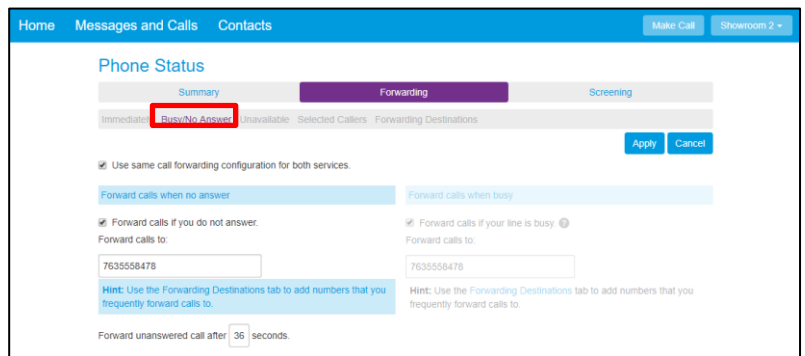 Home Messages and Calls Contacts Make Call Showroom 2
Phone Status
Summary Forwarding Screening
Immediately Busy/No Answer Unavailable Selected Callers Forwarding Destinations
Apply Cancel
Use same call forwarding configuration for both services.
Forward calls when no answer
Forward calls if you do not answer.
Forward calls to:
7635558478
Hint: Use the Forwarding Destinations tab to add numbers that you
frequently forward calls to.
Forward unanswered call after 36 seconds.
Forward calls when busy
Forward calls if your line is busy. ?
Forward calls to:
7635558478
Hint: Use the Forwarding Destinations tab to add numbers that you
frequently forward calls to.